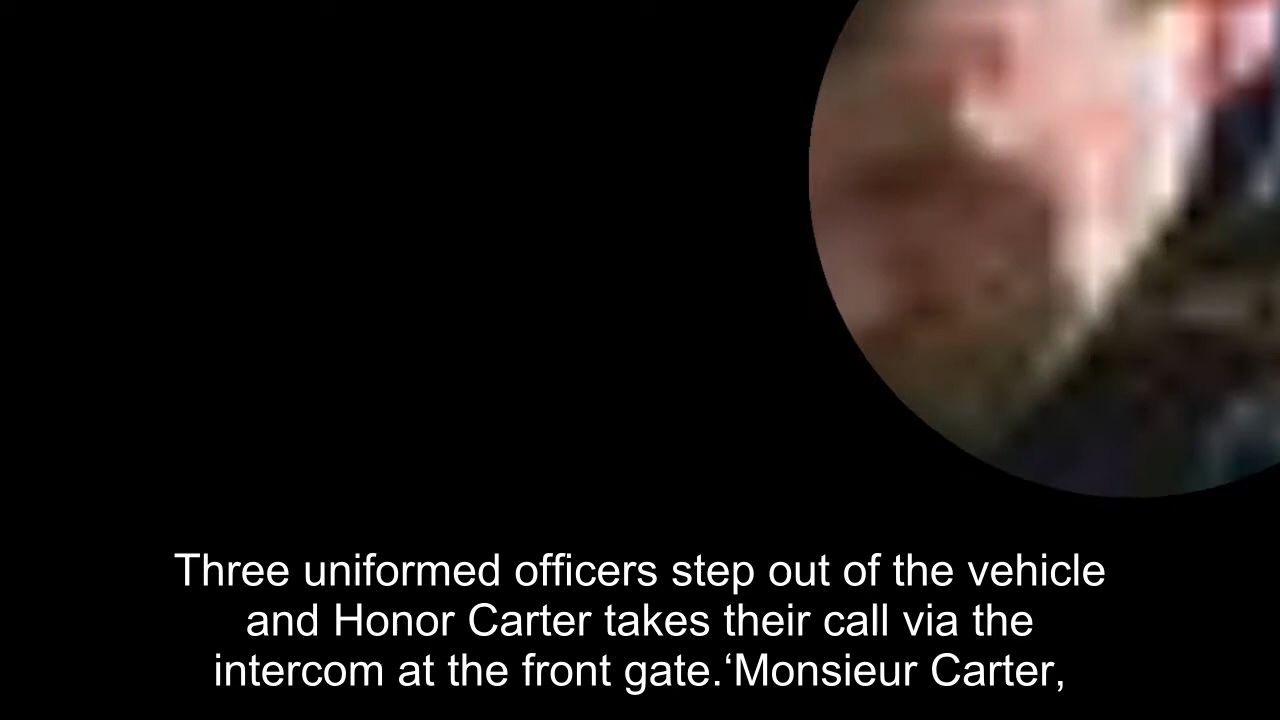 Three uniformed officers step out of the vehicle
and Honor Carter takes their call via the
intercom at the front gate.‘Monsieur Carter,